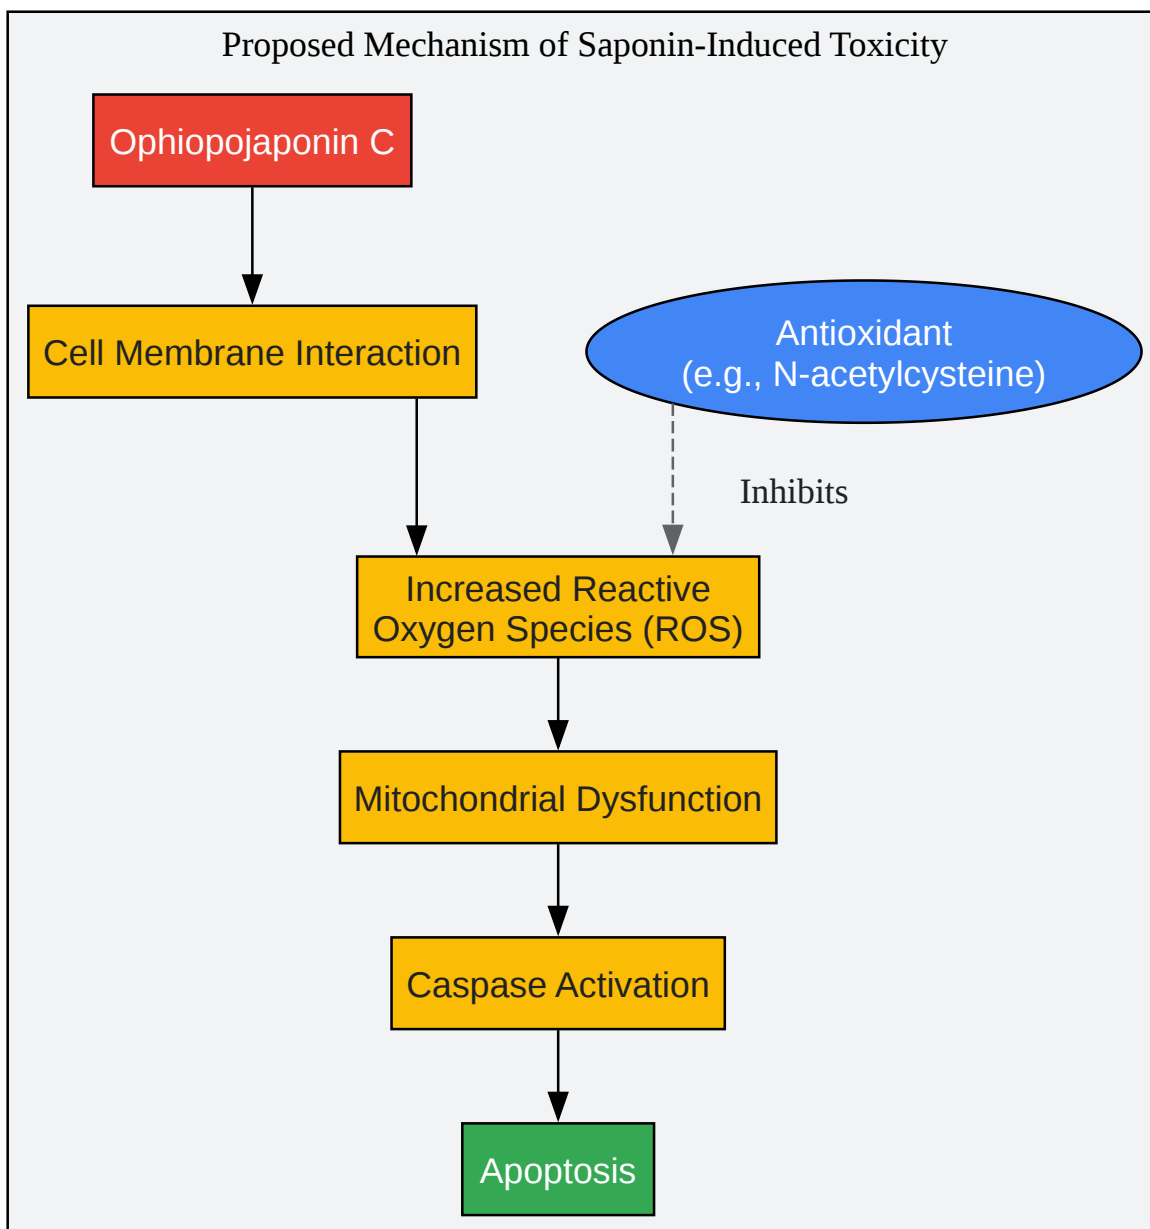 Proposed Mechanism of Saponin-Induced Toxicity
Ophiopojaponin C
Cell Membrane Interaction
Antioxidant
(e.g., N-acetylcysteine)
Inhibits
Increased Reactive
Oxygen Species (ROS)
Mitochondrial Dysfunction
Caspase Activation
Apoptosis